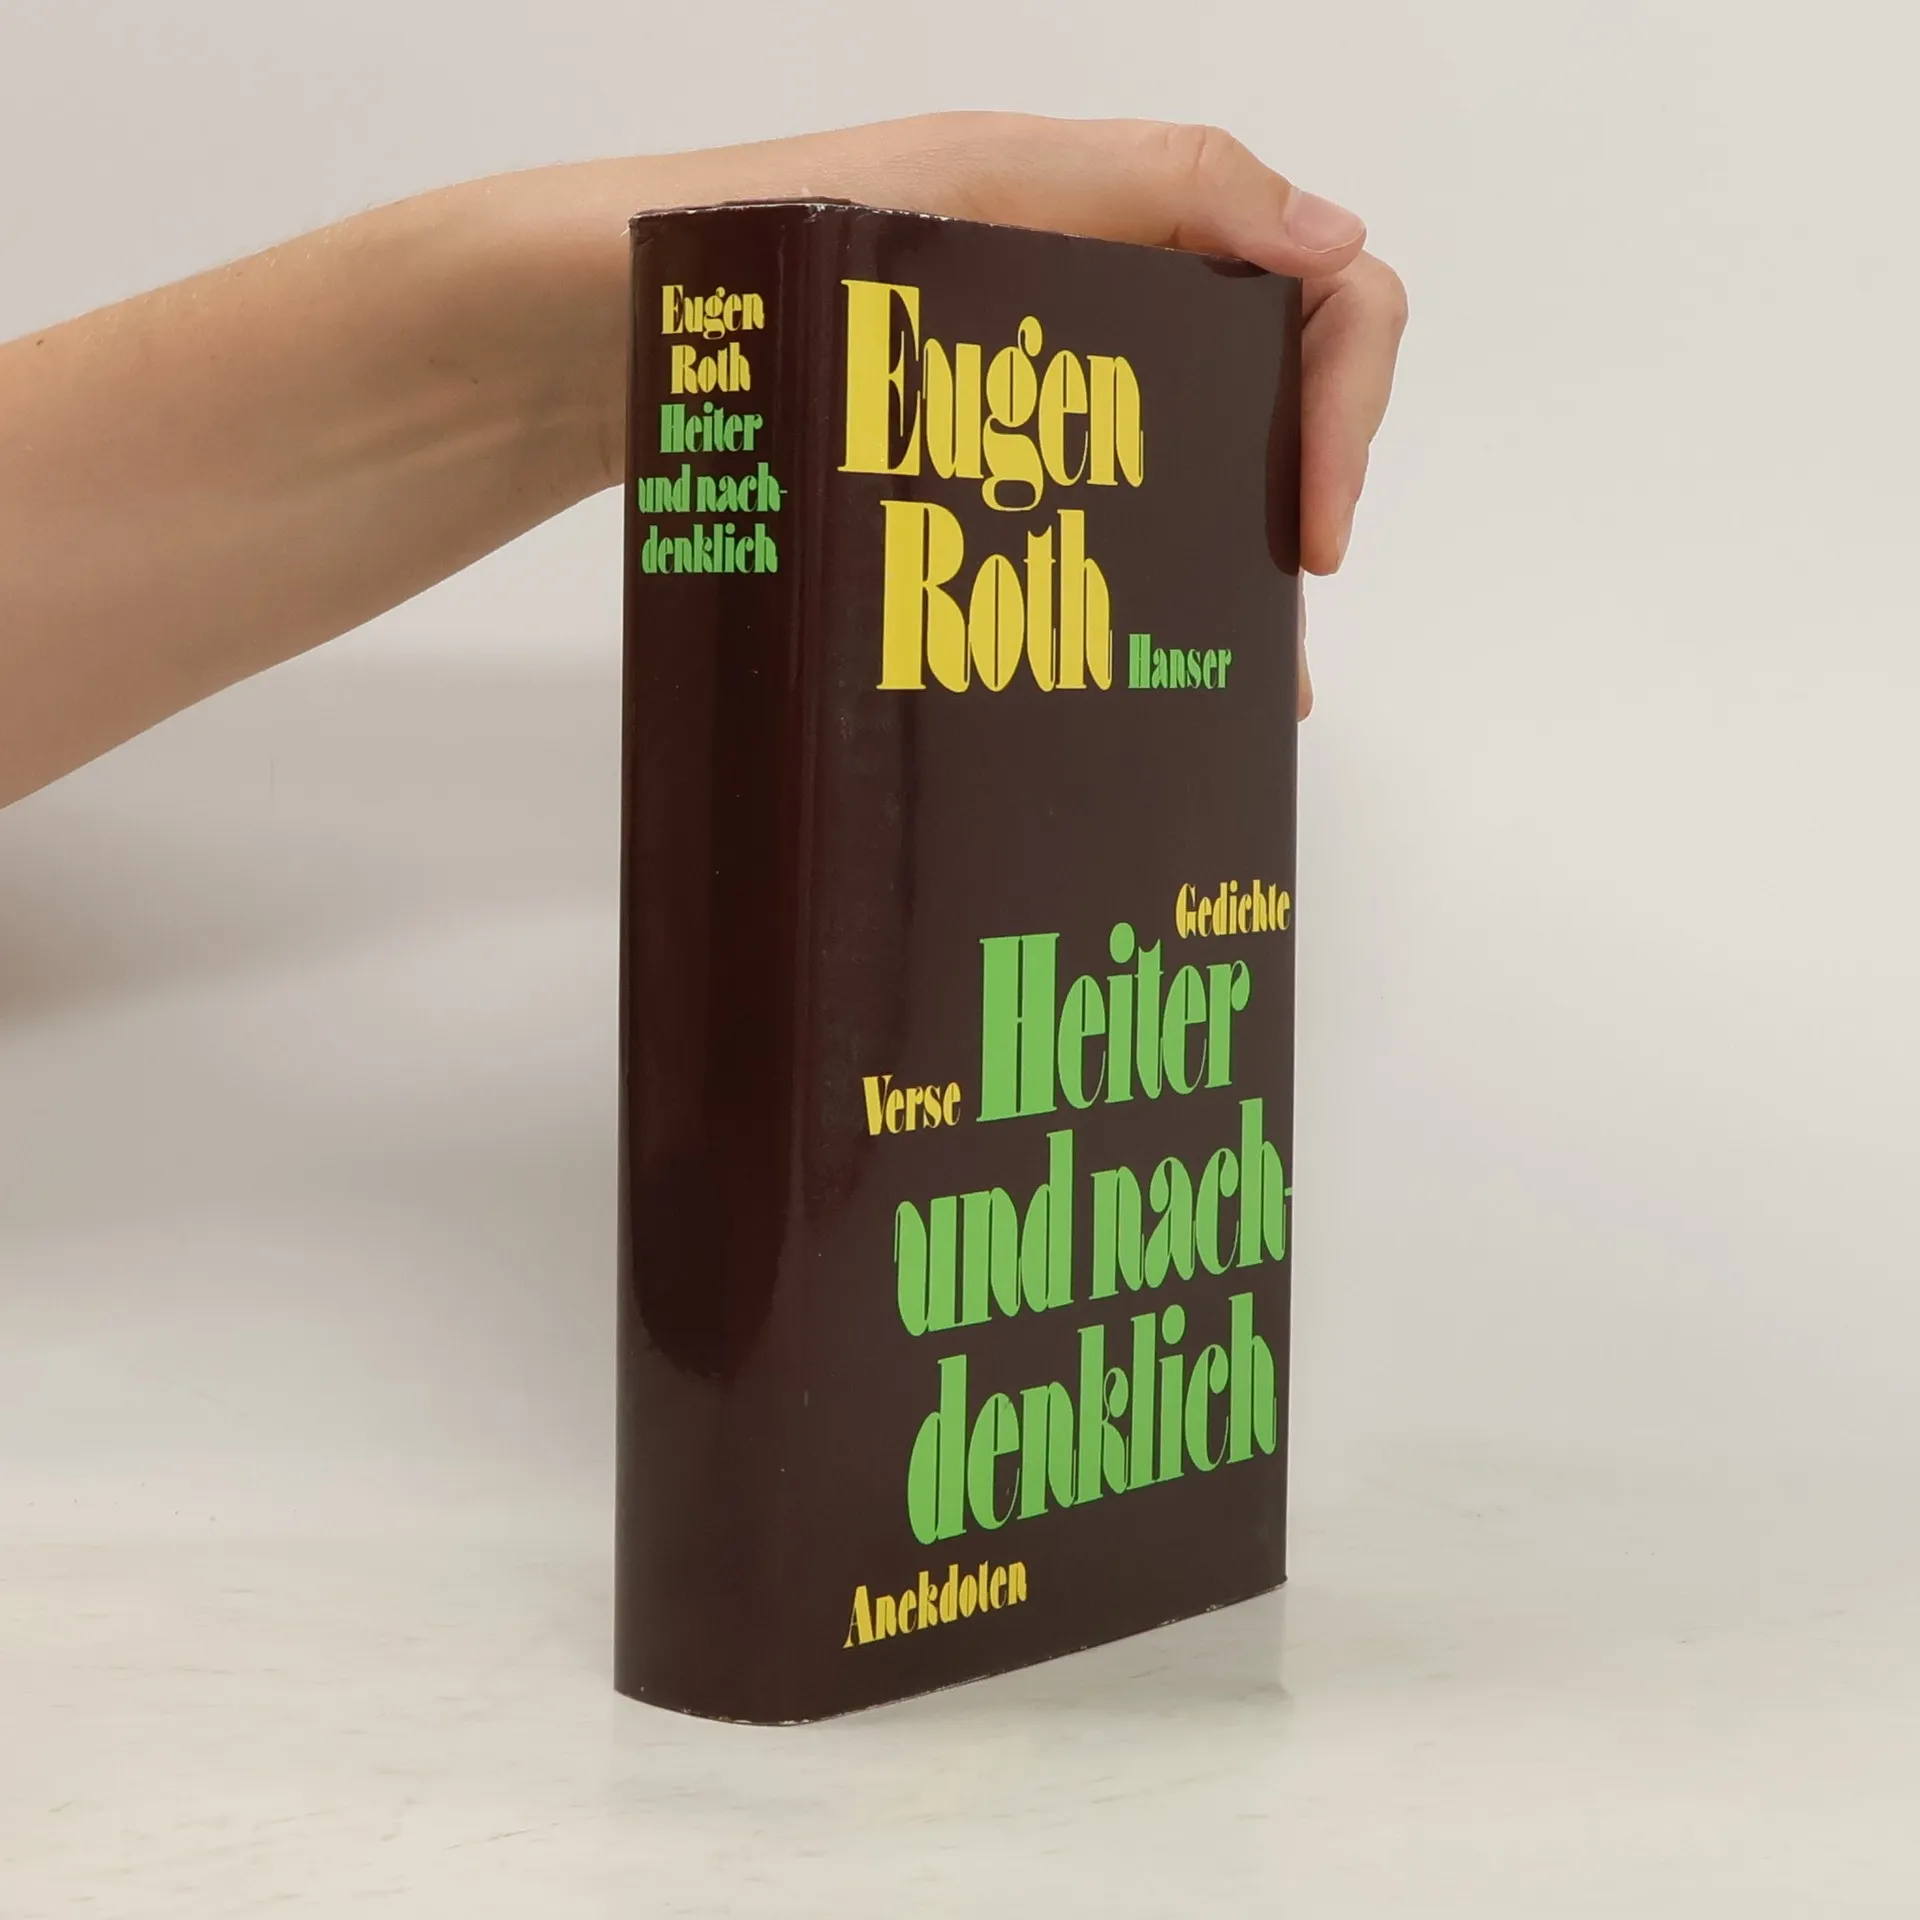 Eugen
Roth
Heiter
und nach-
denklich
Eugen
Roth Hanser
Gedichte
Verse Heiter
und nach-
denklich
Anekdoten